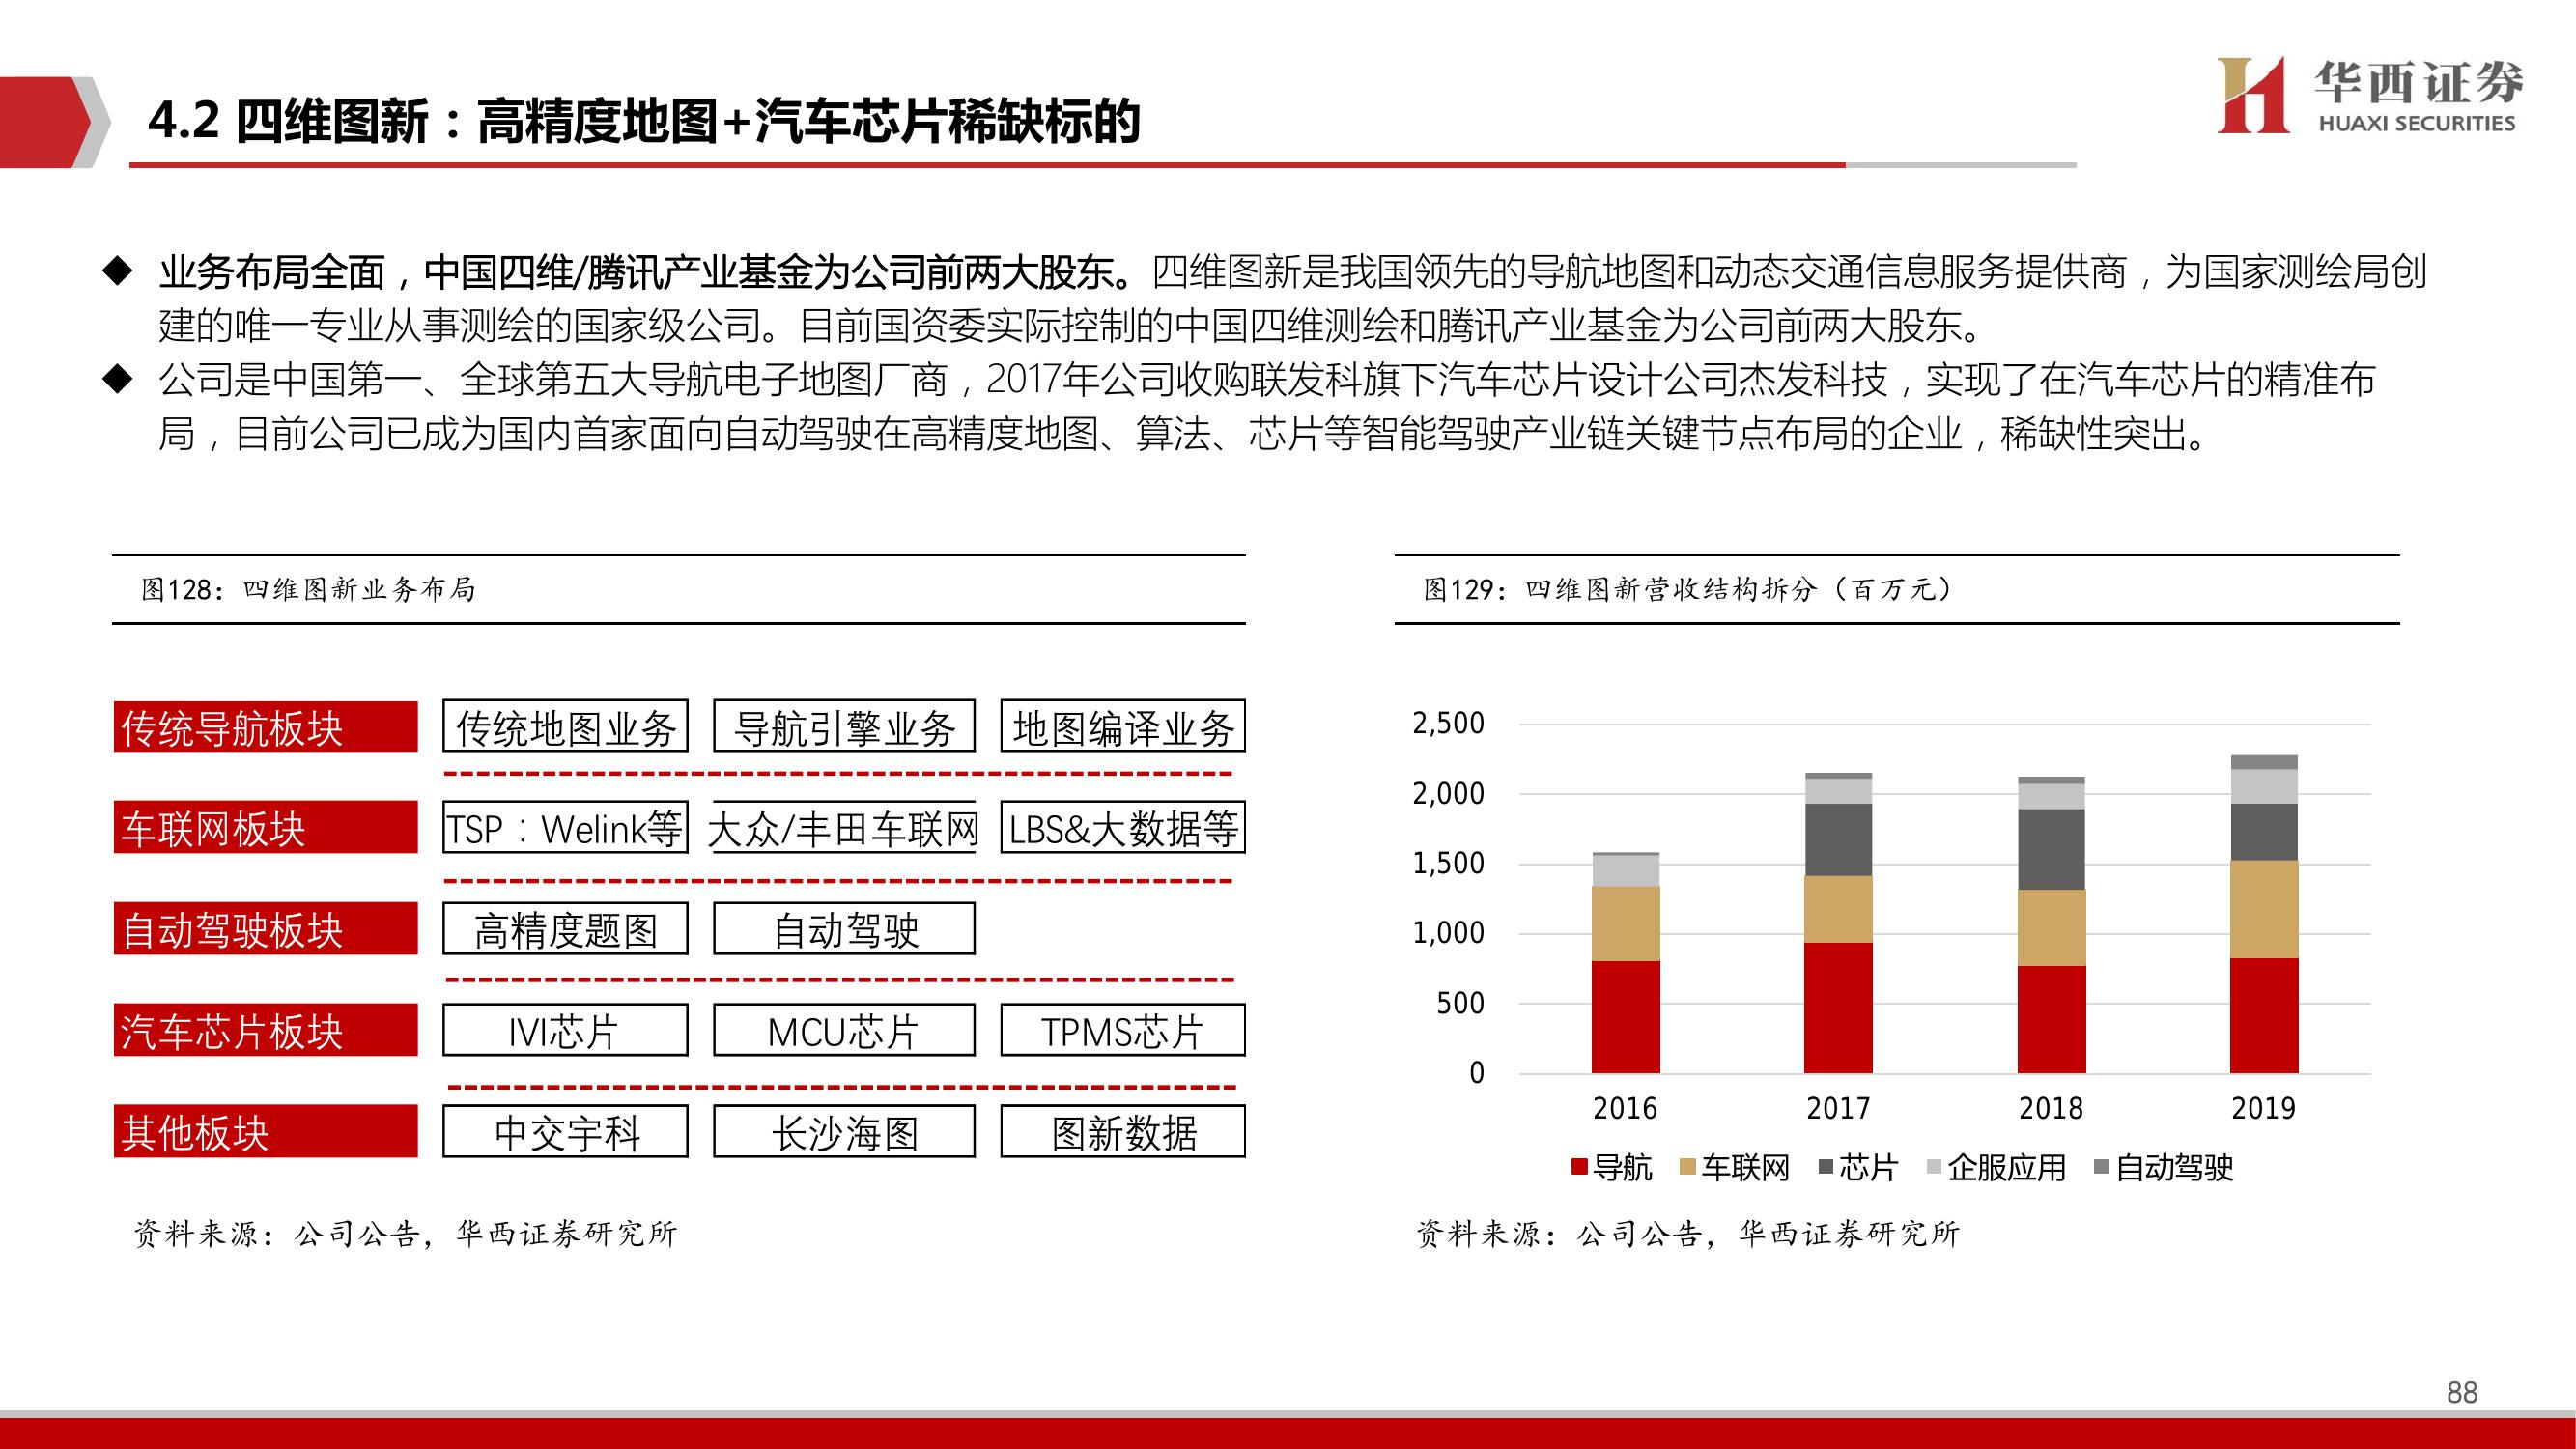 4.2 四维图新：高精度地图+汽车芯片稀缺标的
华西证券
HUAXI SECURITIES
◆ 业务布局全面，中国四维/腾讯产业基金为公司前两大股东。四维图新是我国领先的导航地图和动态交通信息服务提供商，为国家测绘局创
建的唯一专业从事测绘的国家级公司。目前国资委实际控制的中国四维测绘和腾讯产业基金为公司前两大股东。
◆ 公司是中国第一、全球第五大导航电子地图厂商，2017年公司收购联发科旗下汽车芯片设计公司杰发科技，实现了在汽车芯片的精准布
局，目前公司已成为国内首家面向自动驾驶在高精度地图、算法、芯片等智能驾驶产业链关键节点布局的企业，稀缺性突出。
图128：四维图新业务布局
传统导航板块 传统地图业务 导航引擎业务 地图编译业务
车联网板块 TSP：Welink等 大众/丰田车联网 LBS&大数据等
自动驾驶板块 高精度题图 自动驾驶
汽车芯片板块 IVI芯片 MCU芯片 TPMS芯片
其他板块 中交宇科 长沙海图 图新数据
资料来源：公司公告，华西证券研究所
图129：四维图新营收结构拆分（百万元）
2,500
2,000
1,500
1,000
500
0
2016 2017 2018 2019
导航 车联网 芯片 企服应用 自动驾驶
资料来源：公司公告，华西证券研究所
88